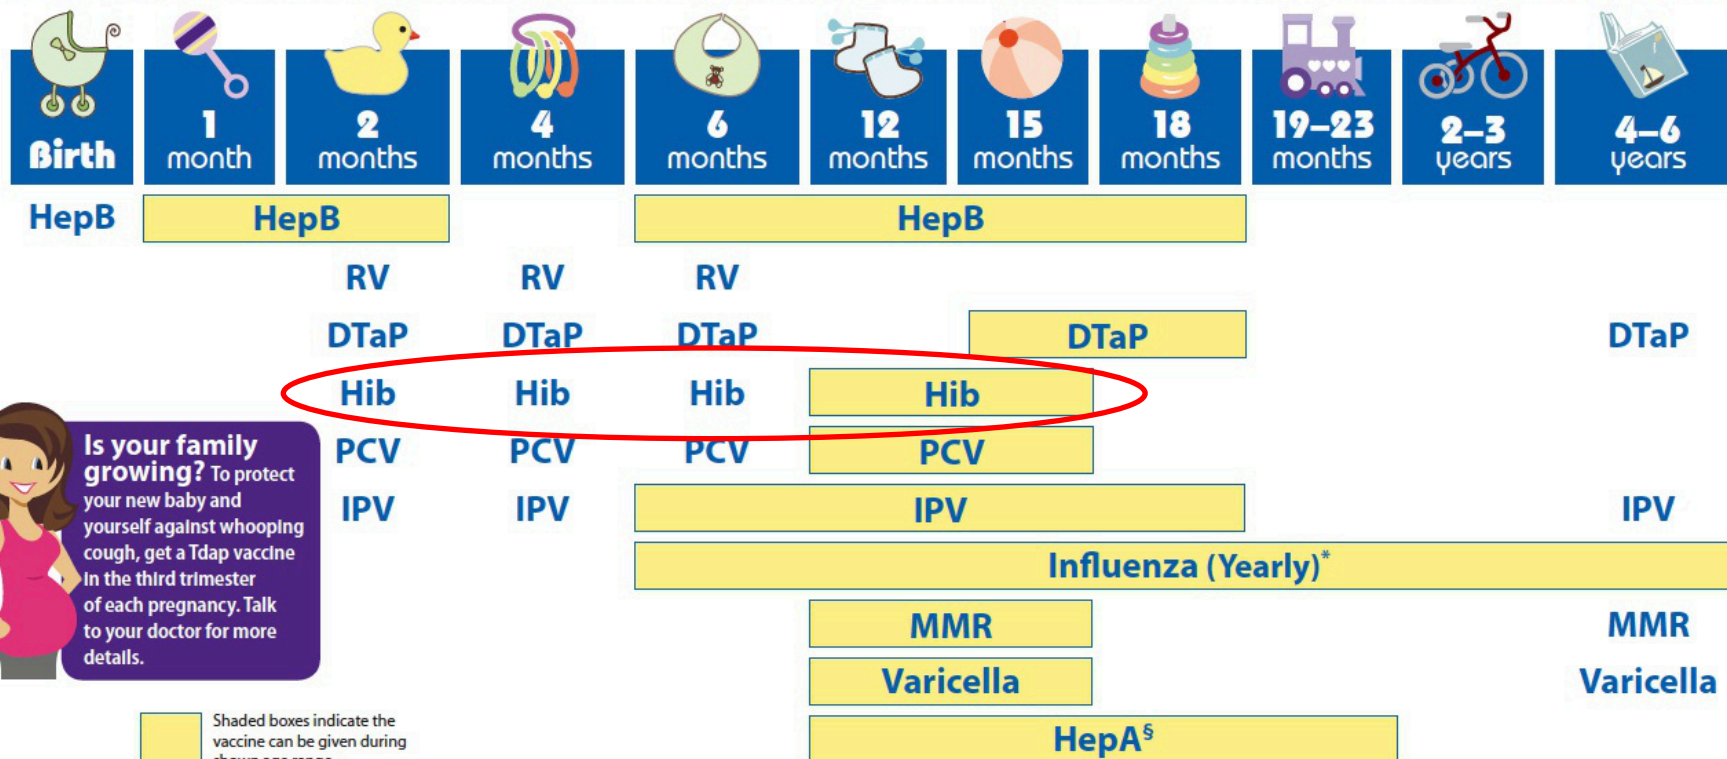 Birth
1 month
2 months
4 months
6 months
12 months
15 months
18 months
19–23 months
2–3 years
4–6 years
HepB HepB HepB
RV RV RV
DTaP DTaP DTaP DTaP DTaP
Hib Hib Hib Hib
PCV PCV PCV PCV
IPV IPV IPV IPV
Influenza (Yearly)*
MMR MMR
Varicella Varicella
HepA§
Is your family
growing? To protect
your new baby and
yourself against whooping
cough, get a Tdap vaccine
in the third trimester
of each pregnancy. Talk
to your doctor for more
details.
Shaded boxes indicate the
vaccine can be given during
shown age range